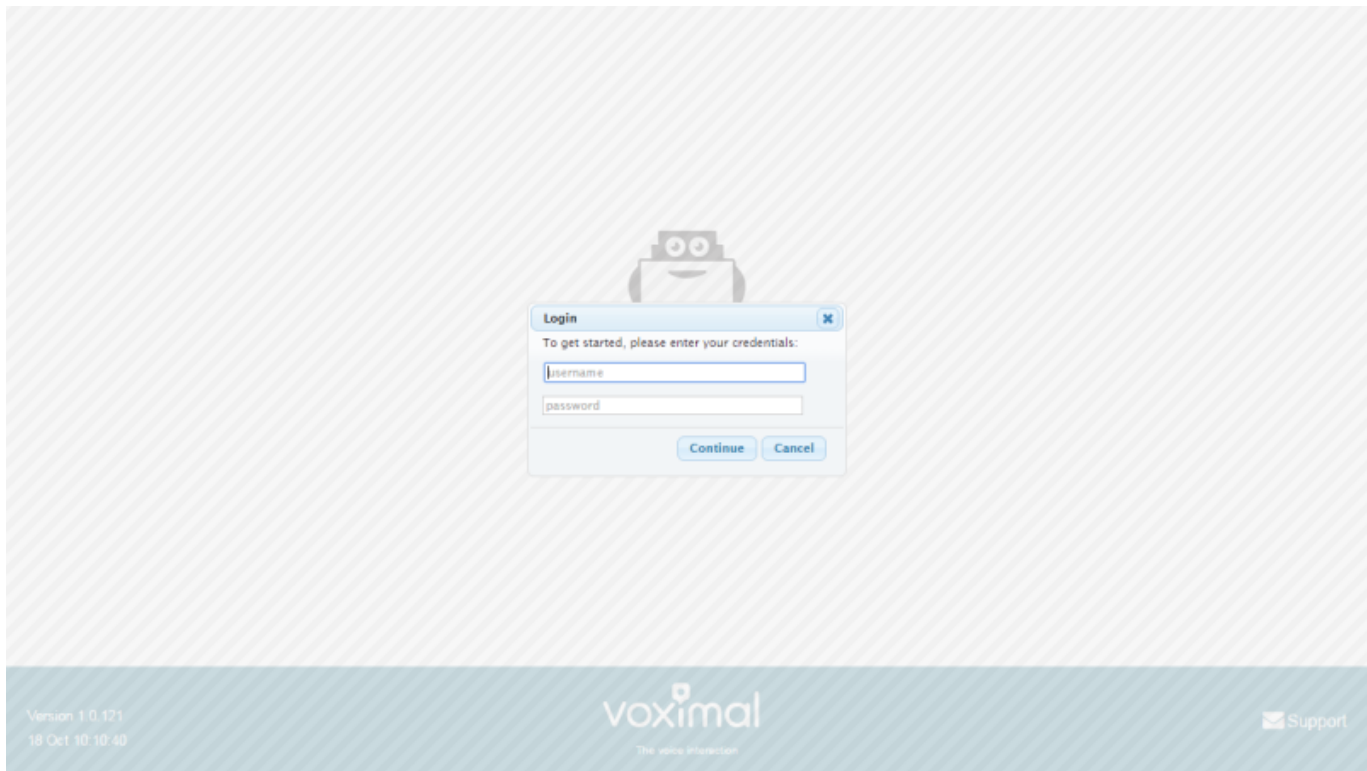 Login
To get started, please enter your credentials:
username
password
Continue Cancel
Version 1.0.121
18 Oct 10:10:40
voximal
The voice interaction
Support